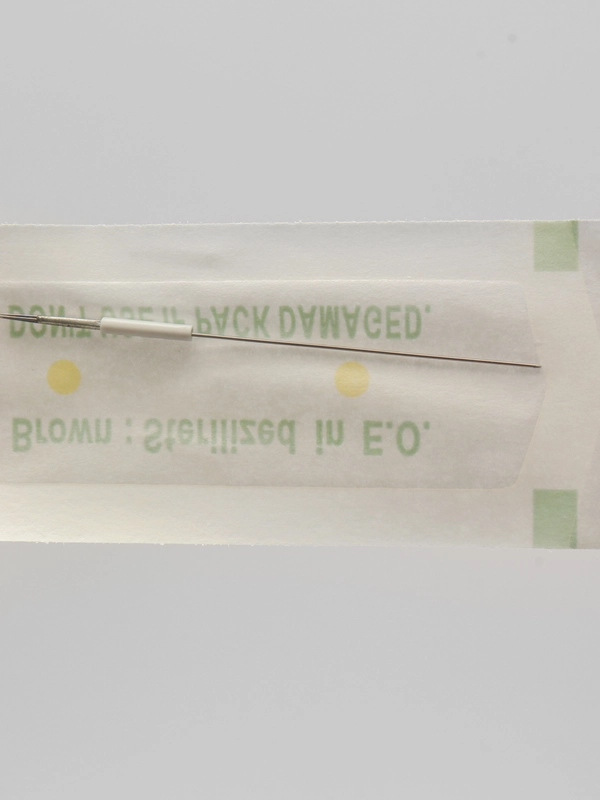 Brown : Sterilized in E.O.
DON'T USE IF PACK DAMAGED.